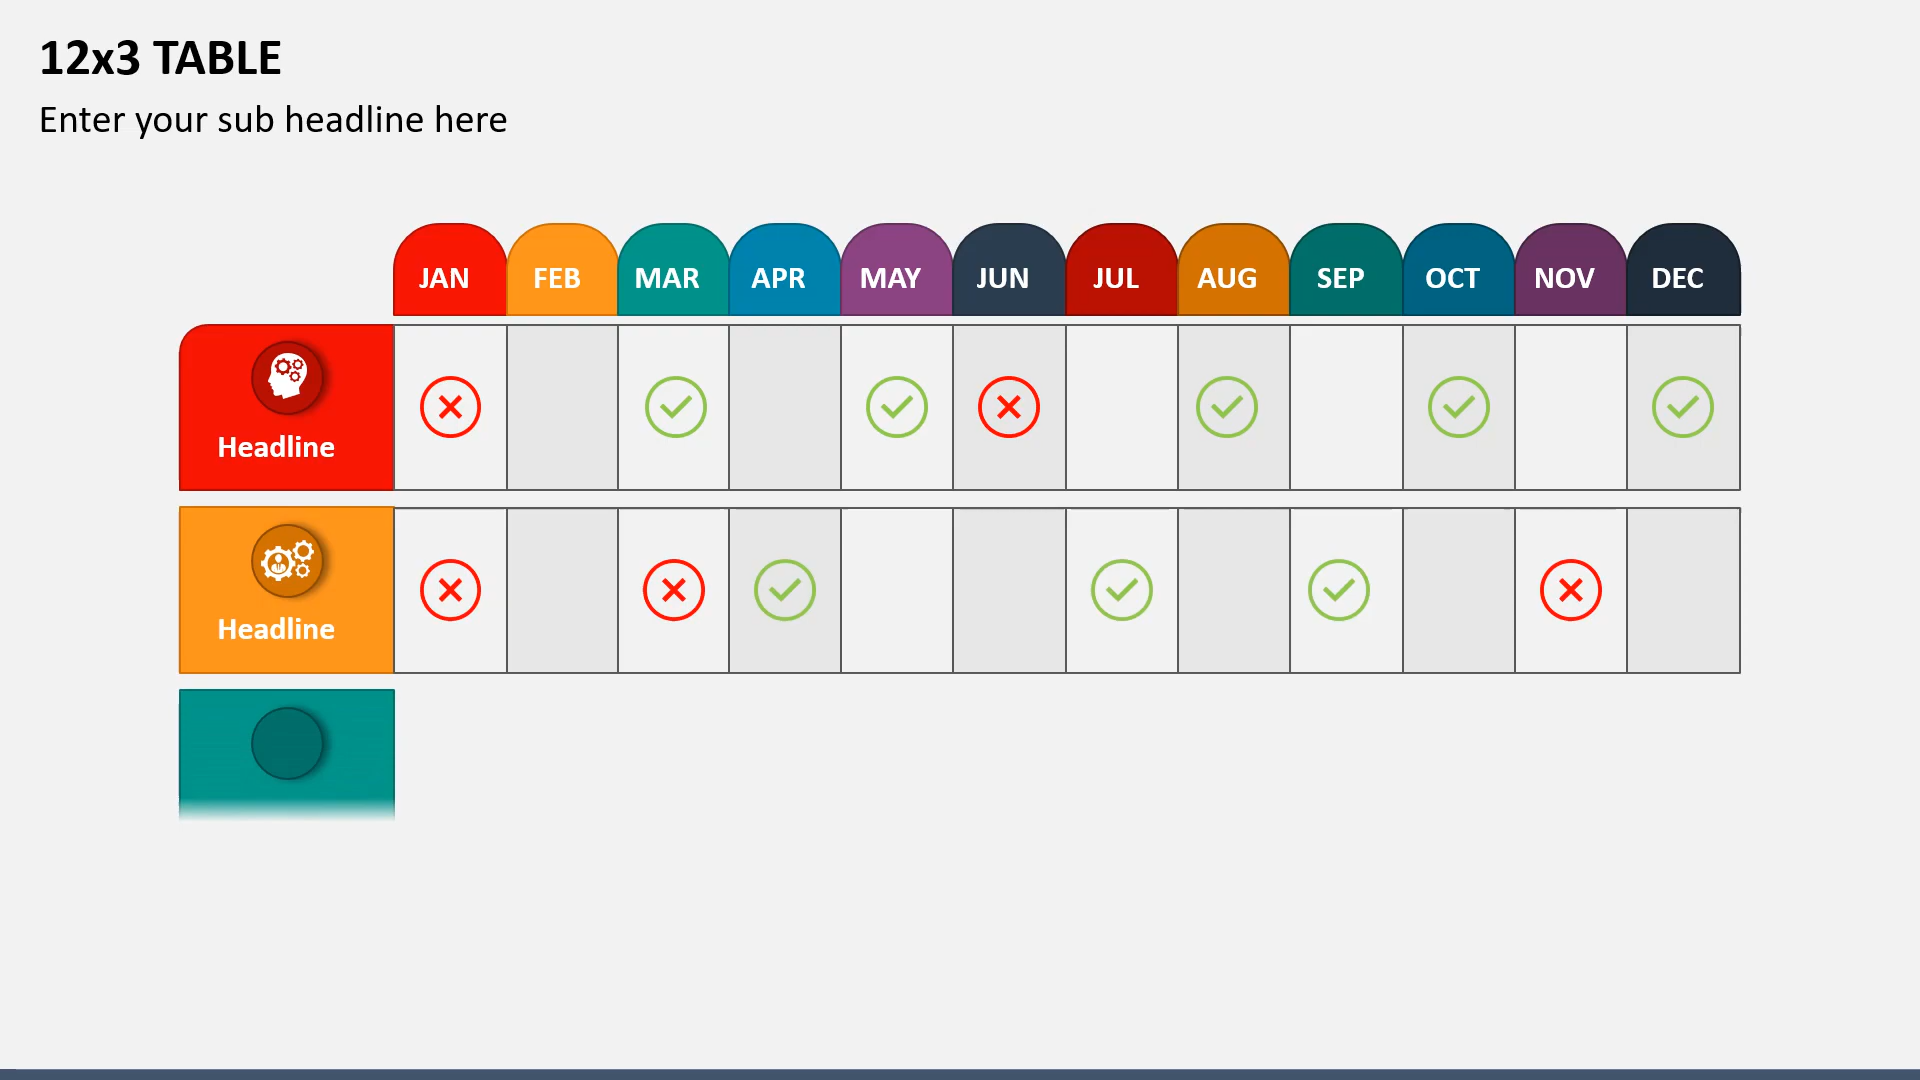 12x3 TABLE
Enter your sub headline here
JAN FEB MAR APR MAY JUN JUL AUG SEP OCT NOV DEC
Headline
Headline